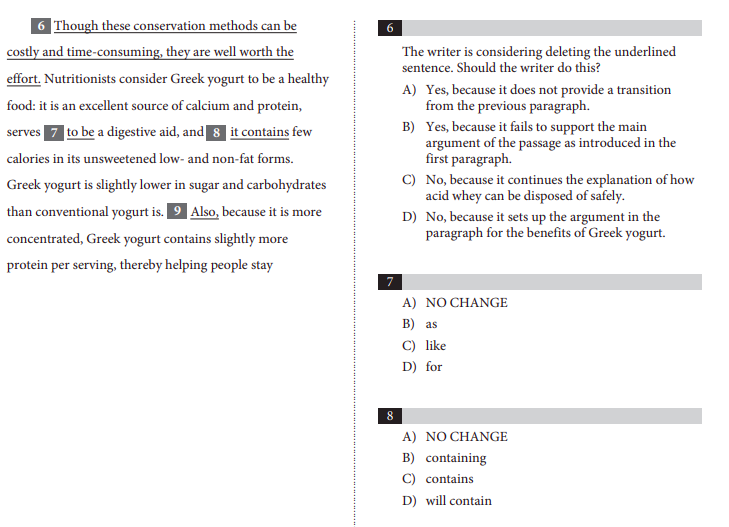 6 Though these conservation methods can be
costly and time-consuming, they are well worth the
effort. Nutritionists consider Greek yogurt to be a healthy
food: it is an excellent source of calcium and protein,
serves 7 to be a digestive aid, and 8 it contains few
calories in its unsweetened low- and non-fat forms.
Greek yogurt is slightly lower in sugar and carbohydrates
than conventional yogurt is. 9 Also, because it is more
concentrated, Greek yogurt contains slightly more
protein per serving, thereby helping people stay
6
The writer is considering deleting the underlined
sentence. Should the writer do this?
A) Yes, because it does not provide a transition
from the previous paragraph.
B) Yes, because it fails to support the main
argument of the passage as introduced in the
first paragraph.
C) No, because it continues the explanation of how
acid whey can be disposed of safely.
D) No, because it sets up the argument in the
paragraph for the benefits of Greek yogurt.
7
A) NO CHANGE
B) as
C) like
D) for
8
A) NO CHANGE
B) containing
C) contains
D) will contain